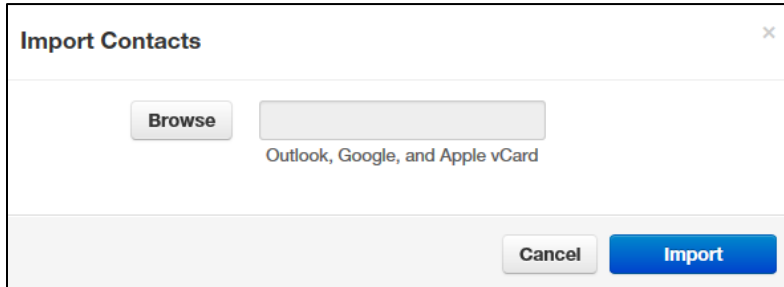 Import Contacts ×
Browse
Outlook, Google, and Apple vCard
Cancel Import